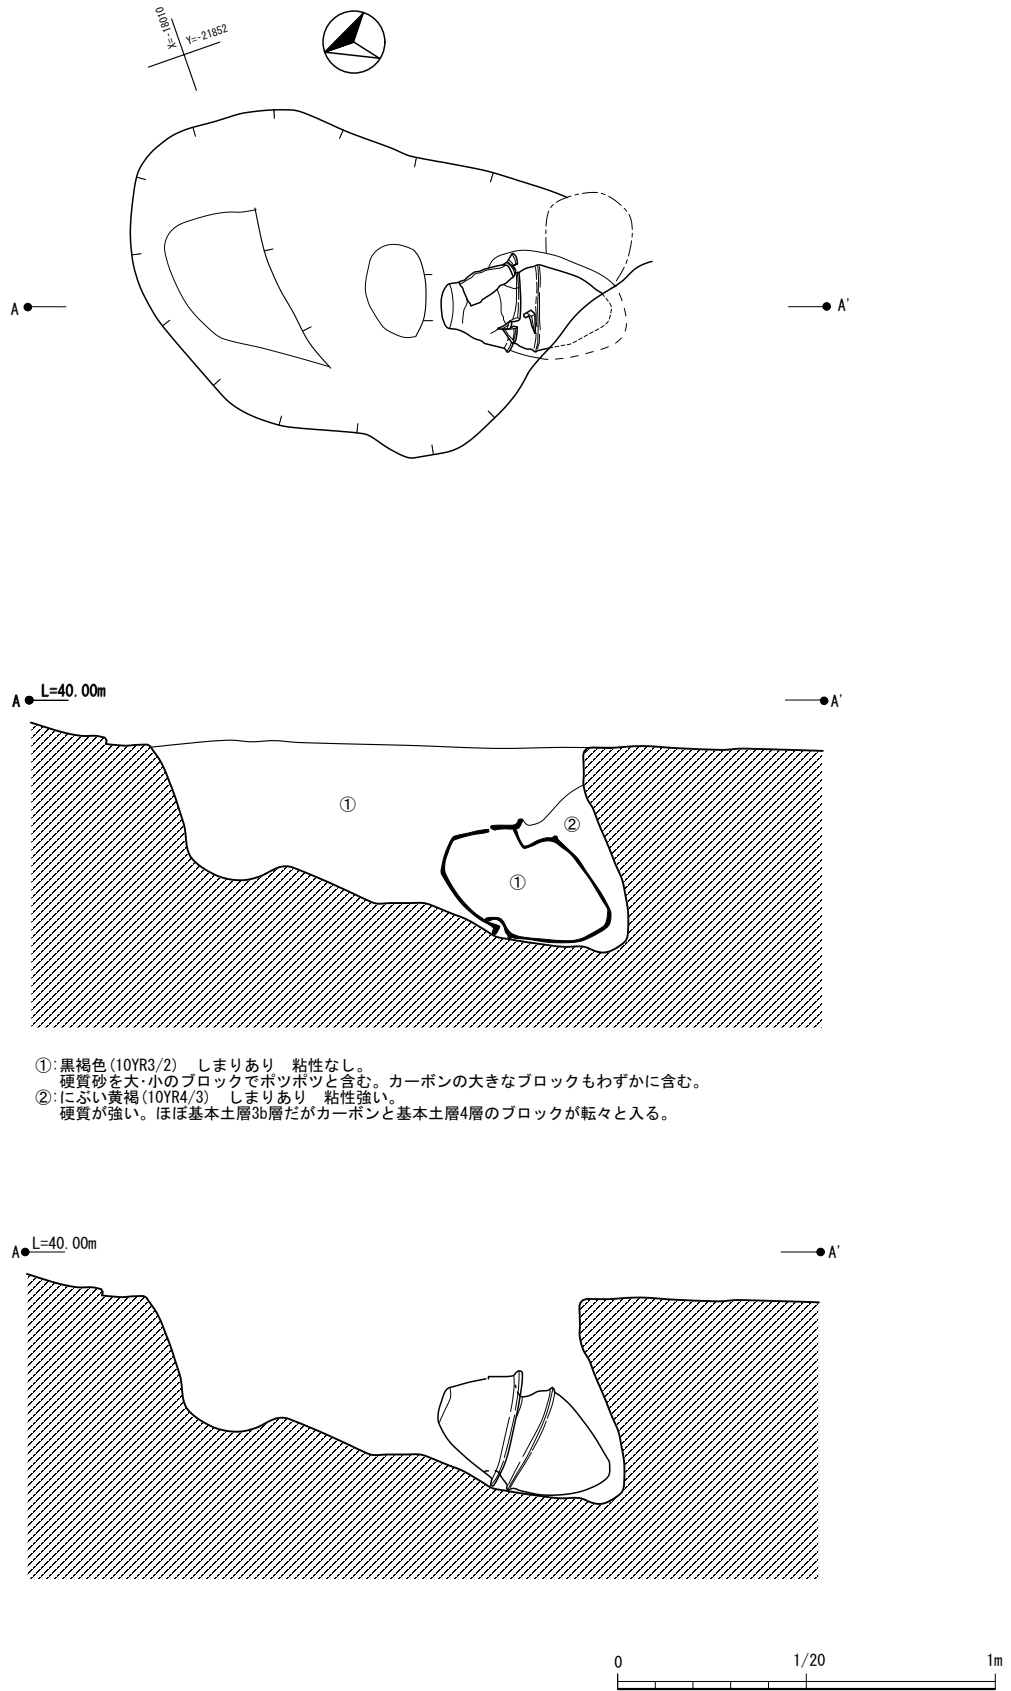 X=-18010
Y=-21852
A
A'
A
L=40.00m
A'
①
②
①
①:黒褐色(10YR3/2) しまりあり 粘性なし。
硬質砂を大・小のブロックでポツポツと含む。カーボンの大きなブロックもわずかに含む。
②:にぶい黄褐(10YR4/3) しまりあり 粘性強い。
硬質が強い。ほぼ基本土層3b層だがカーボンと基本土層4層のブロックが転々と入る。
A
L=40.00m
A'
0 1/20 1m